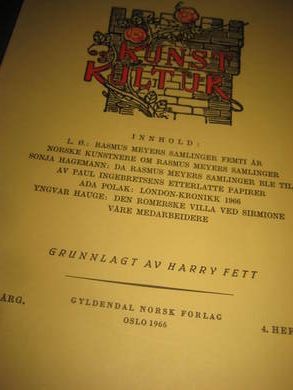 KUNST
KULTUR
INNHOLD:
L. Ø.: RASMUS MEYERS SAMLINGER FEMTI ÅR
NORSKE KUNSTNERE OM RASMUS MEYERS SAMLINGER
SONJA HAGEMANN: DA RASMUS MEYERS SAMLINGER BLE TIL
AV PAUL INGEBRETSENS ETTERLATTE PAPIRER
ADA POLAK: LONDON-KRONIKK 1966
YNGVAR HAUGE: DEN ROMERSKE VILLA VED SIRMIONE
VÅRE MEDARBEIDERE
GRUNNLAGT AV HARRY FETT
ARG.
GYLDENDAL NORSK FORLAG
4. HEF
OSLO 1966